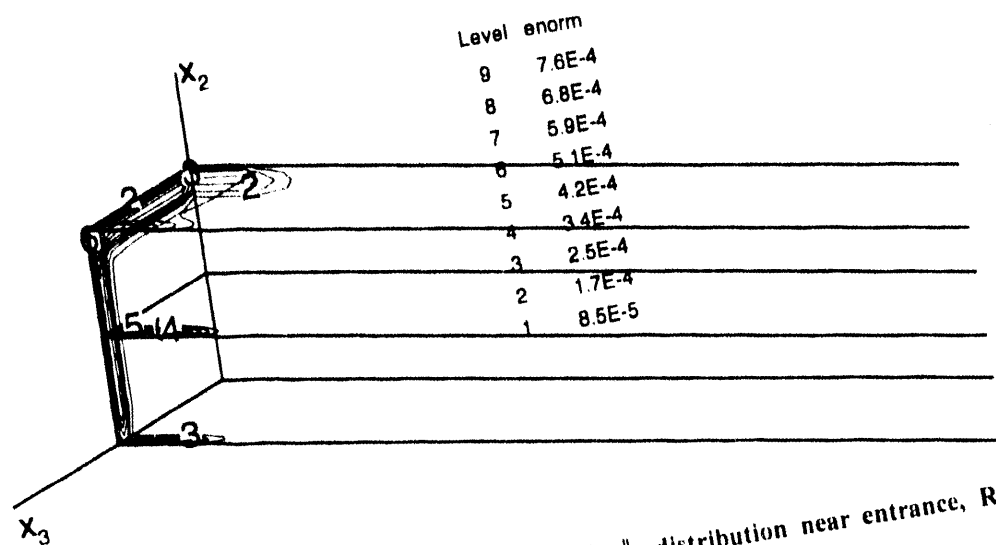 Level enorm
9 7.6E-4
8 6.8E-4
7 5.9E-4
6 5.1E-4
5 4.2E-4
4 3.4E-4
3 2.5E-4
2 1.7E-4
1 8.5E-5
X2
2
2
5
4
3
X3
distribution near entrance, R